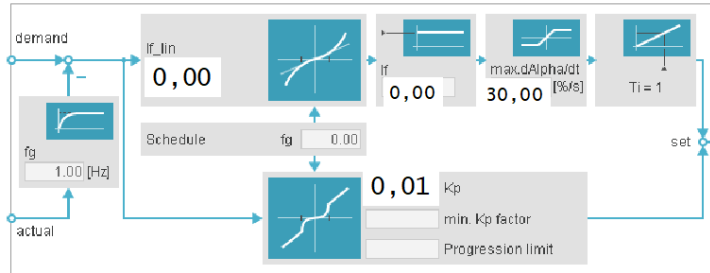 demand
If_lin
0,00
If
0,00
max.dAlpha/dt
30,00 [%/s]
Ti = 1
fg
1.00 [Hz]
Schedule fg 0.00
set
actual
0,01 Kp
min. Kp factor
Progression limit